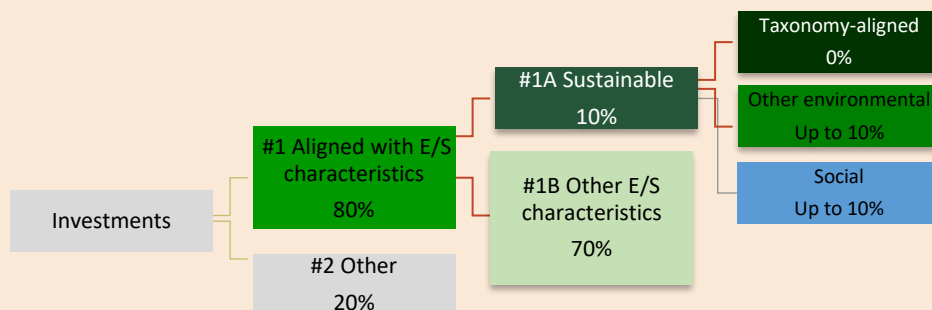 Investments
#1 Aligned with E/S
characteristics
80%
#2 Other
20%
#1A Sustainable
10%
#1B Other E/S
characteristics
70%
Taxonomy-aligned
0%
Other environmental
Up to 10%
Social
Up to 10%